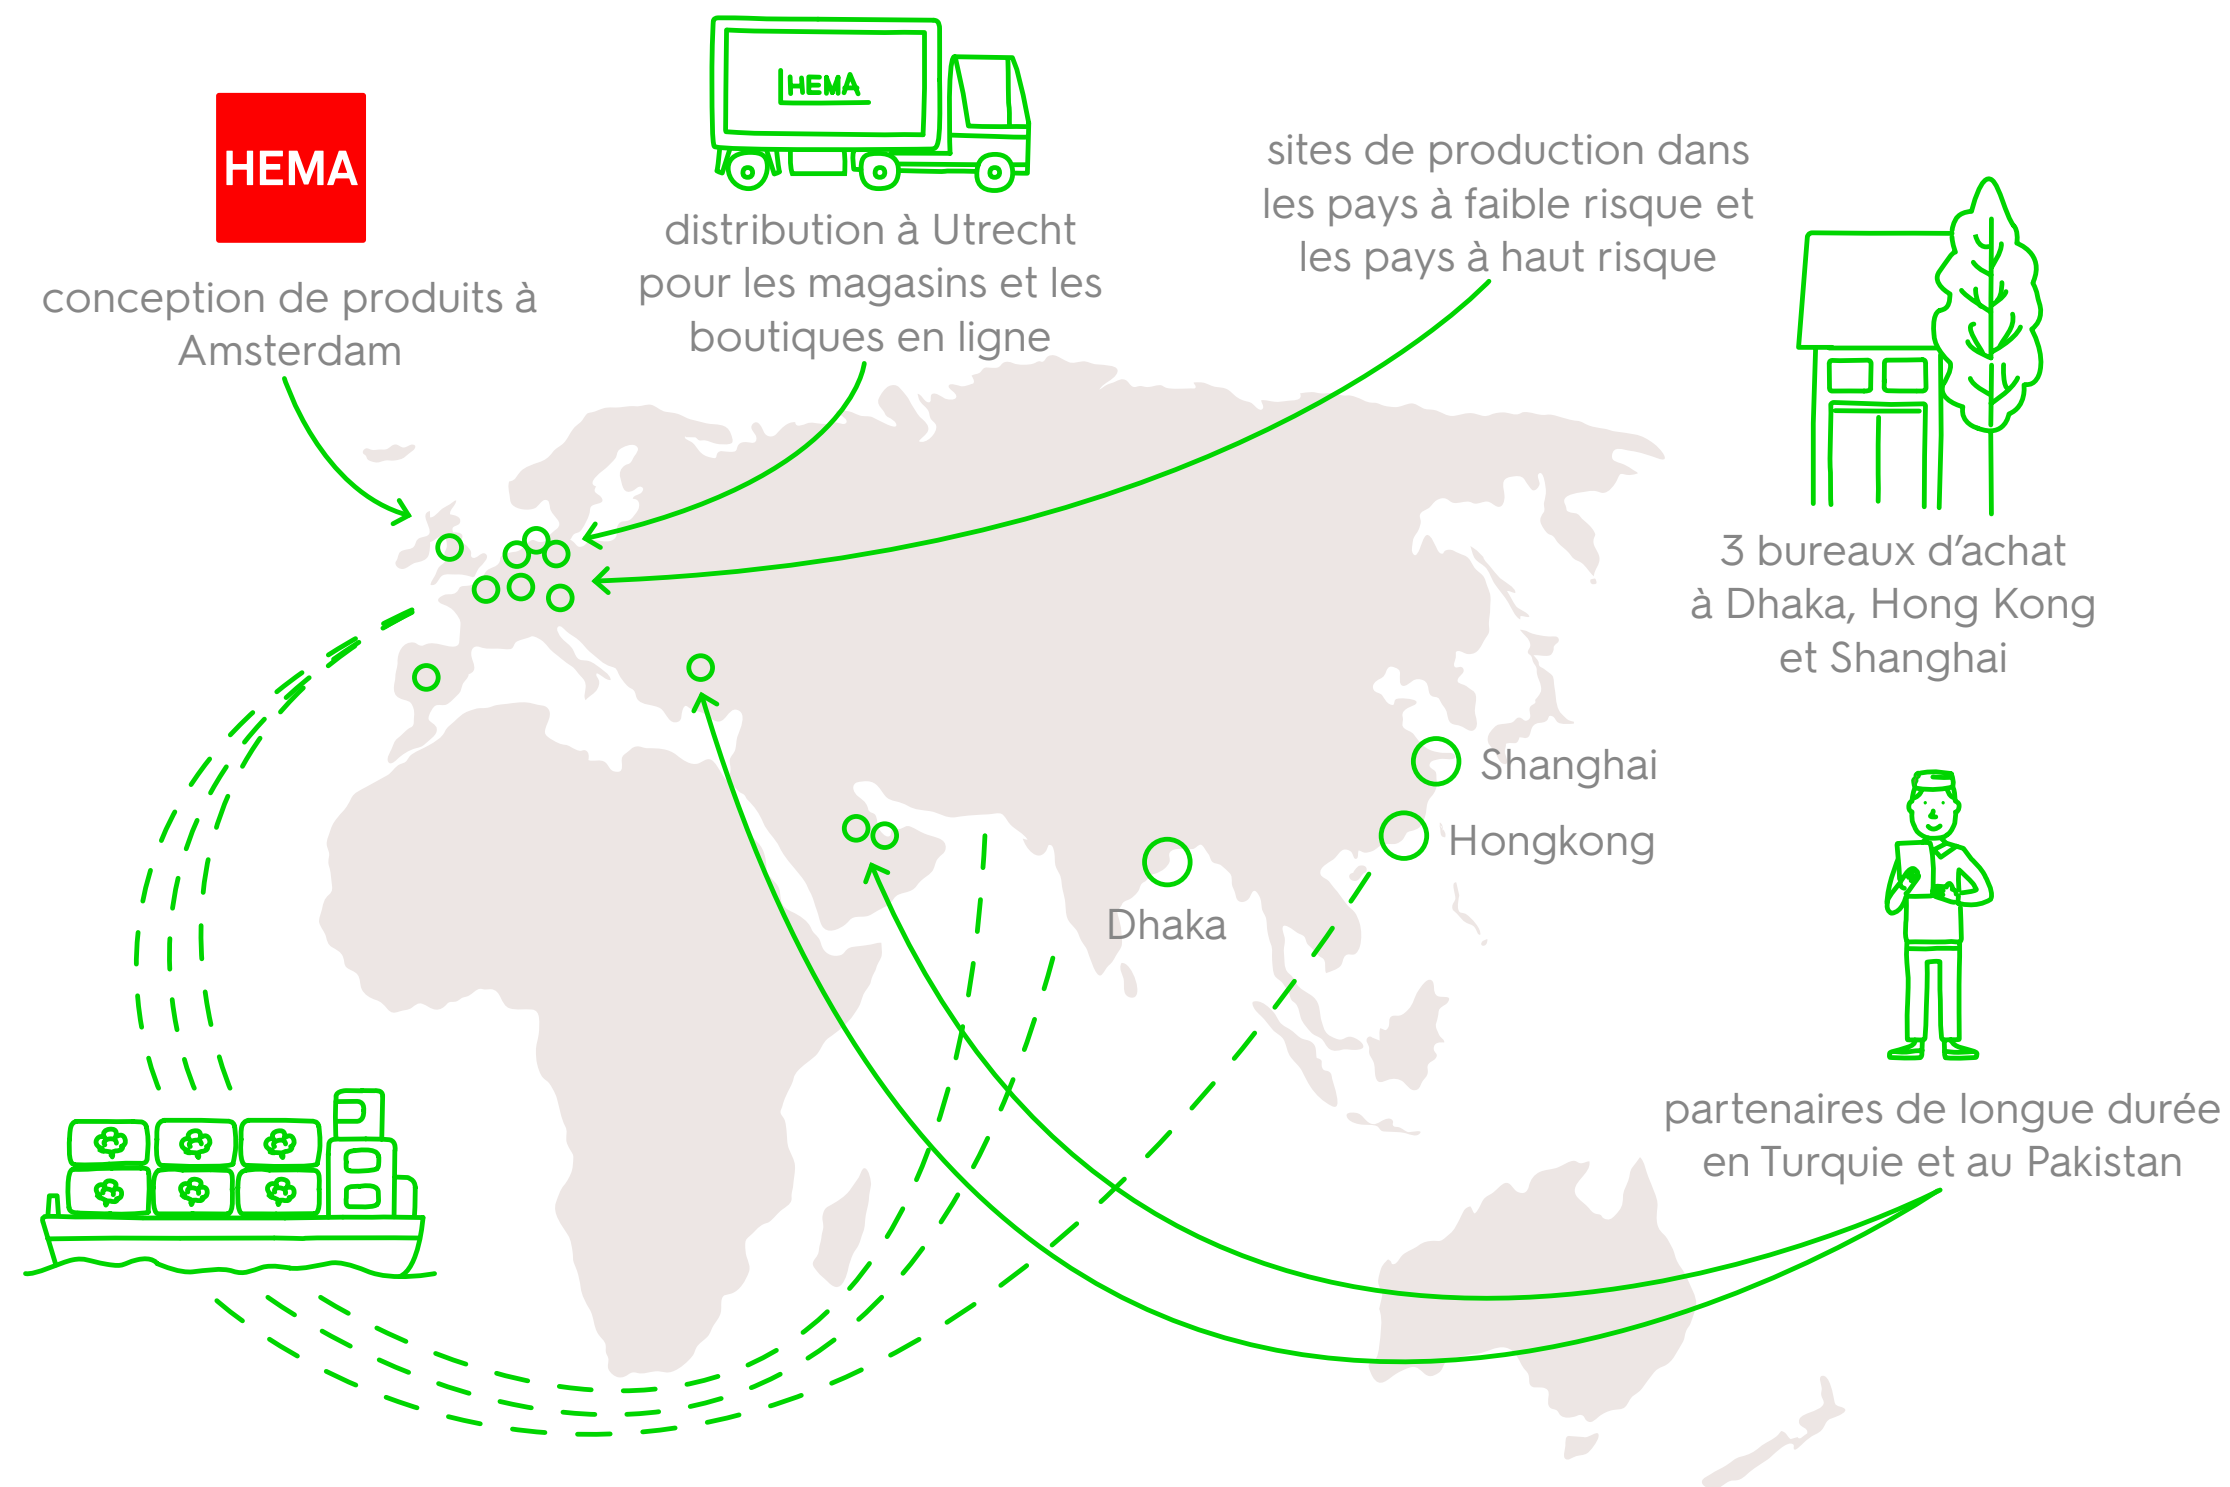 HEMA
conception de produits à
Amsterdam
HEMA
distribution à Utrecht
pour les magasins et les
boutiques en ligne
sites de production dans
les pays à faible risque et
les pays à haut risque
3 bureaux d’achat
à Dhaka, Hong Kong
et Shanghai
Shanghai
Hongkong
Dhaka
partenaires de longue durée
en Turquie et au Pakistan